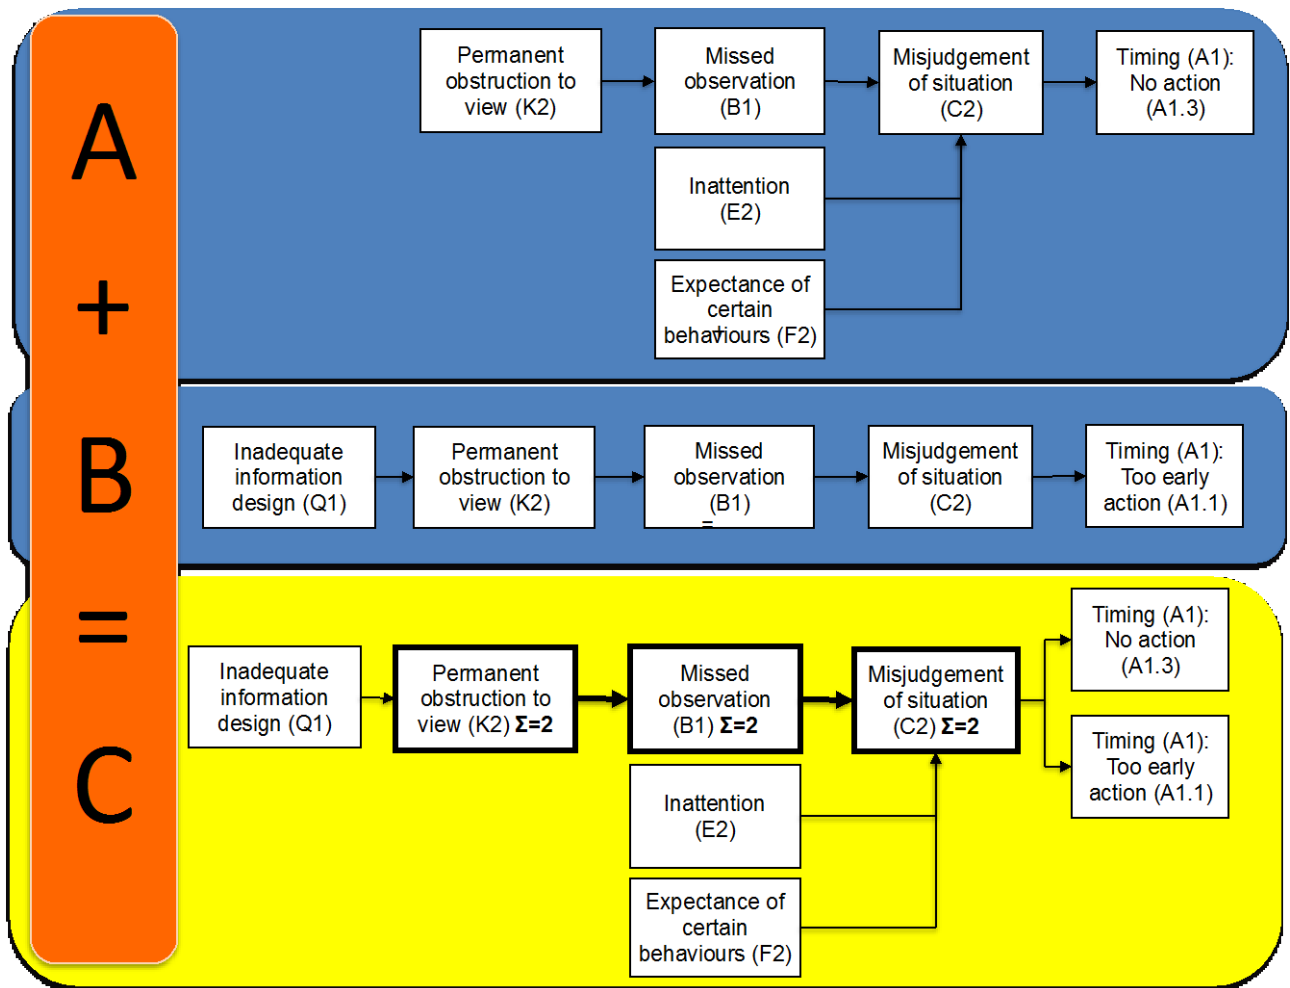 A
+
B
=
C
Permanent
obstruction to
view (K2)
Missed
observation
(B1)
Misjudgement
of situation
(C2)
Timing (A1):
No action
(A1.3)
Inattention
(E2)
Expectance of
certain
behaviours (F2)
+
Inadequate
information
design (Q1)
Permanent
obstruction to
view (K2)
Missed
observation
(B1)
=
Misjudgement
of situation
(C2)
Timing (A1):
Too early
action (A1.1)
Inadequate
information
design (Q1)
Permanent
obstruction to
view (K2) Σ=2
Missed
observation
(B1) Σ=2
Misjudgement
of situation
(C2) Σ=2
Timing (A1):
No action
(A1.3)
Timing (A1):
Too early
action (A1.1)
Inattention
(E2)
Expectance of
certain
behaviours (F2)